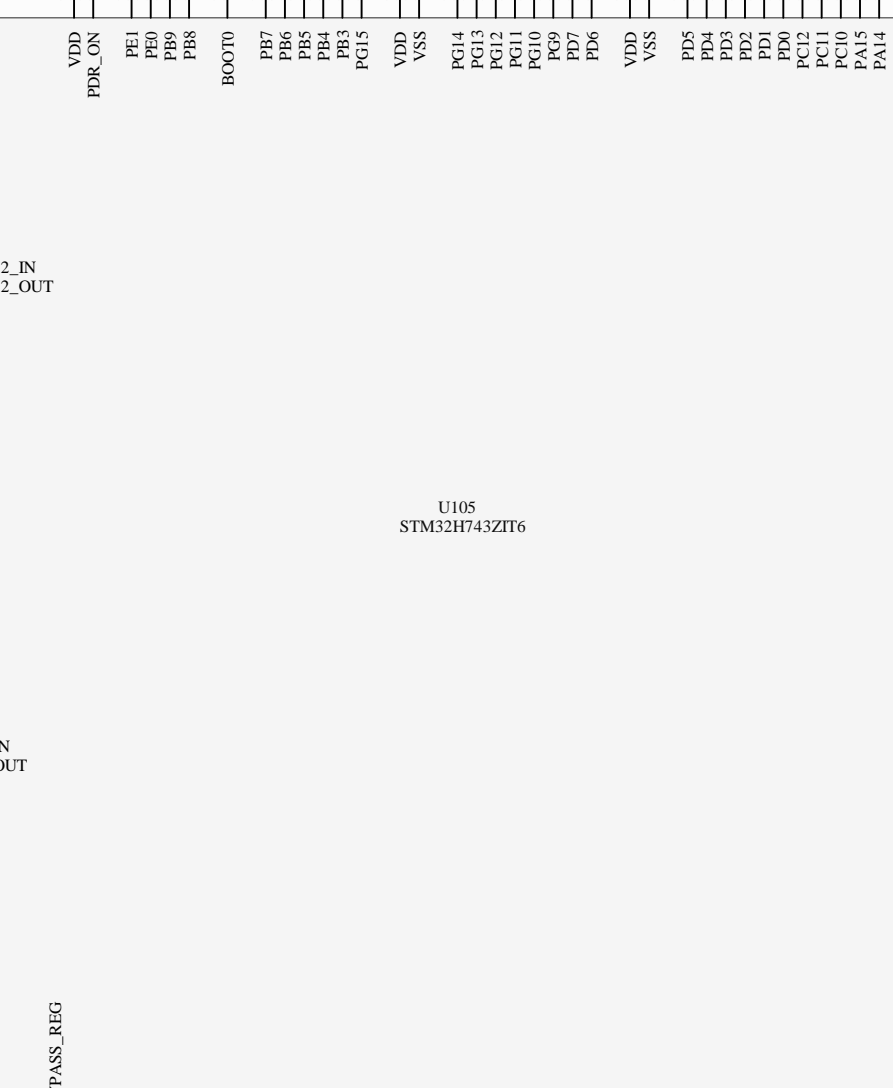 VDD
PDR_ON
PE1
PE0
PB9
PB8
BOOT0
PB7
PB6
PB5
PB4
PB3
PG15
VDD
VSS
PG14
PG13
PG12
PG11
PG10
PG9
PD7
PD6
VDD
VSS
PD5
PD4
PD3
PD2
PD1
PD0
PC12
PC11
PC10
PA15
PA14
2_IN
2_OUT
U105
STM32H743ZIT6
N
OUT
YPASS_REG